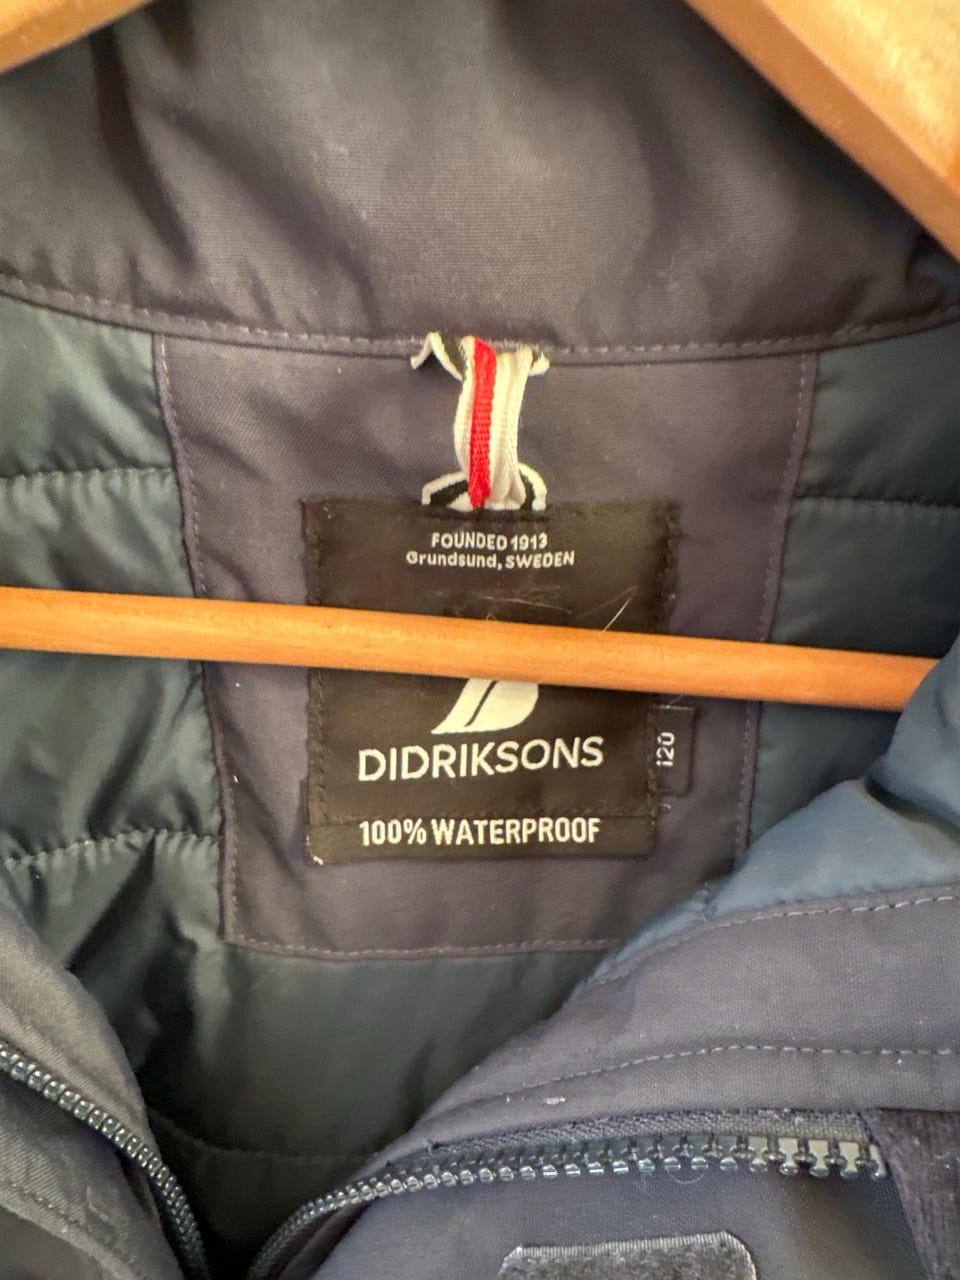 FOUNDED 1913
Grundsund, SWEDEN
DIDRIKSONS
120
100% WATERPROOF